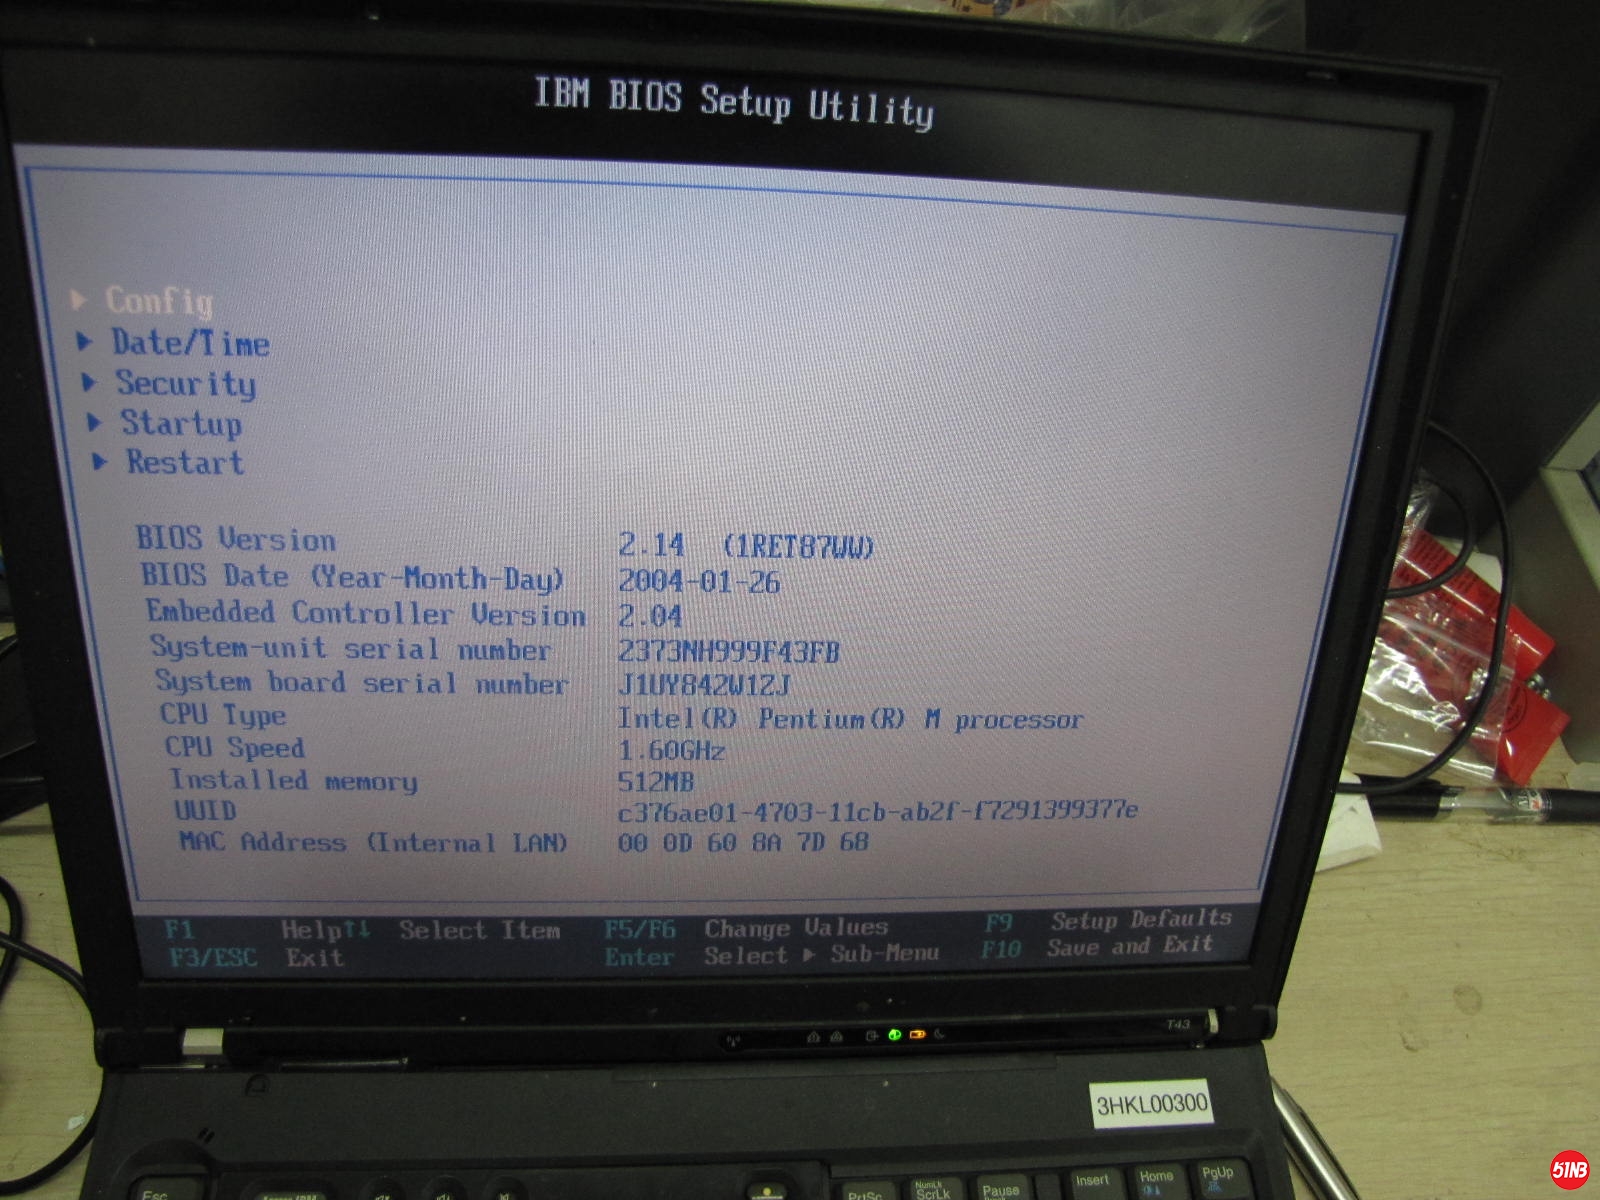 IBM BIOS Setup Utility
Config
Date/Time
Security
Startup
Restart
BIOS Version 2.14 (1RET87WW)
BIOS Date (Year-Month-Day) 2004-01-26
Embedded Controller Version 2.04
System-unit serial number 2373NH999F43FB
System board serial number J1UY842W1ZJ
CPU Type Intel(R) Pentium(R) M processor
CPU Speed 1.60GHz
Installed memory 512MB
UUID c376ae01-4703-11cb-ab2f-f7291399377e
MAC Address (Internal LAN) 00 0D 60 8A 7D 68
F1 Help ↑↓ Select Item F5/F6 Change Values F9 Setup Defaults
F3/ESC Exit Enter Select ▶ Sub-Menu F10 Save and Exit
T43
3HKL00300
Esc PrtSc NumLk ScrLk Pause Insert Home PgUp
51NB